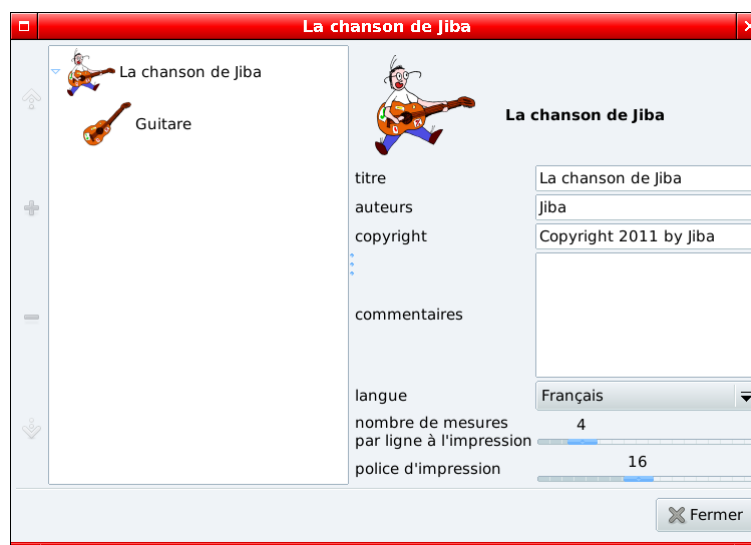 La chanson de Jiba
La chanson de Jiba
Guitare
La chanson de Jiba
titre
La chanson de Jiba
auteurs
Jiba
copyright
Copyright 2011 by Jiba
commentaires
langue
Français
nombre de mesures
par ligne à l'impression
4
police d'impression
16
Fermer